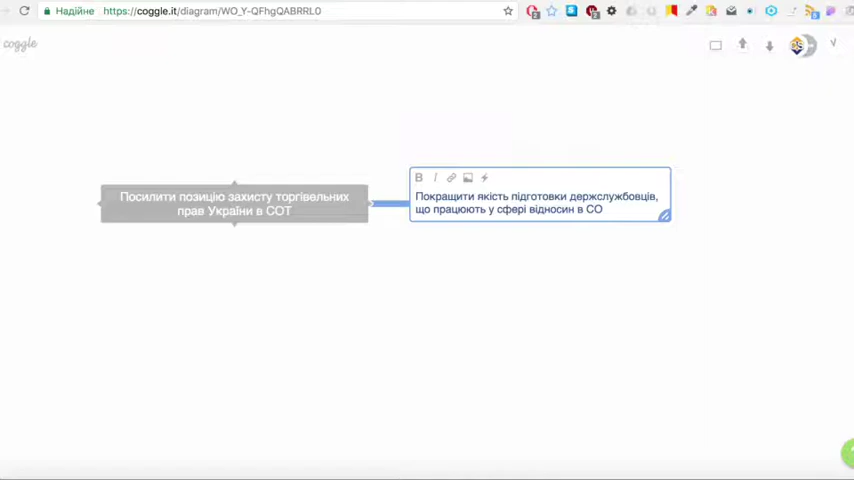 Надійне https://coggle.it/diagram/WO_Y-QFhgQABRRL0
coggle
B I
Посилити позицію захисту торгівельних
прав України в СОТ
Покращити якість підготовки держслужбовців,
що працюють у сфері відносин в СО